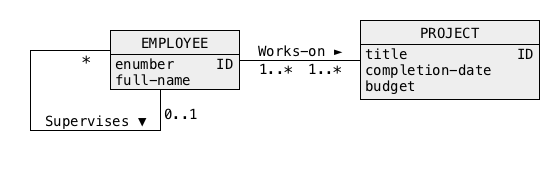 EMPLOYEE
enumber ID
full-name
*
Supervises ▼
0..1
Works-on ►
1..* 1..*
PROJECT
title ID
completion-date
budget